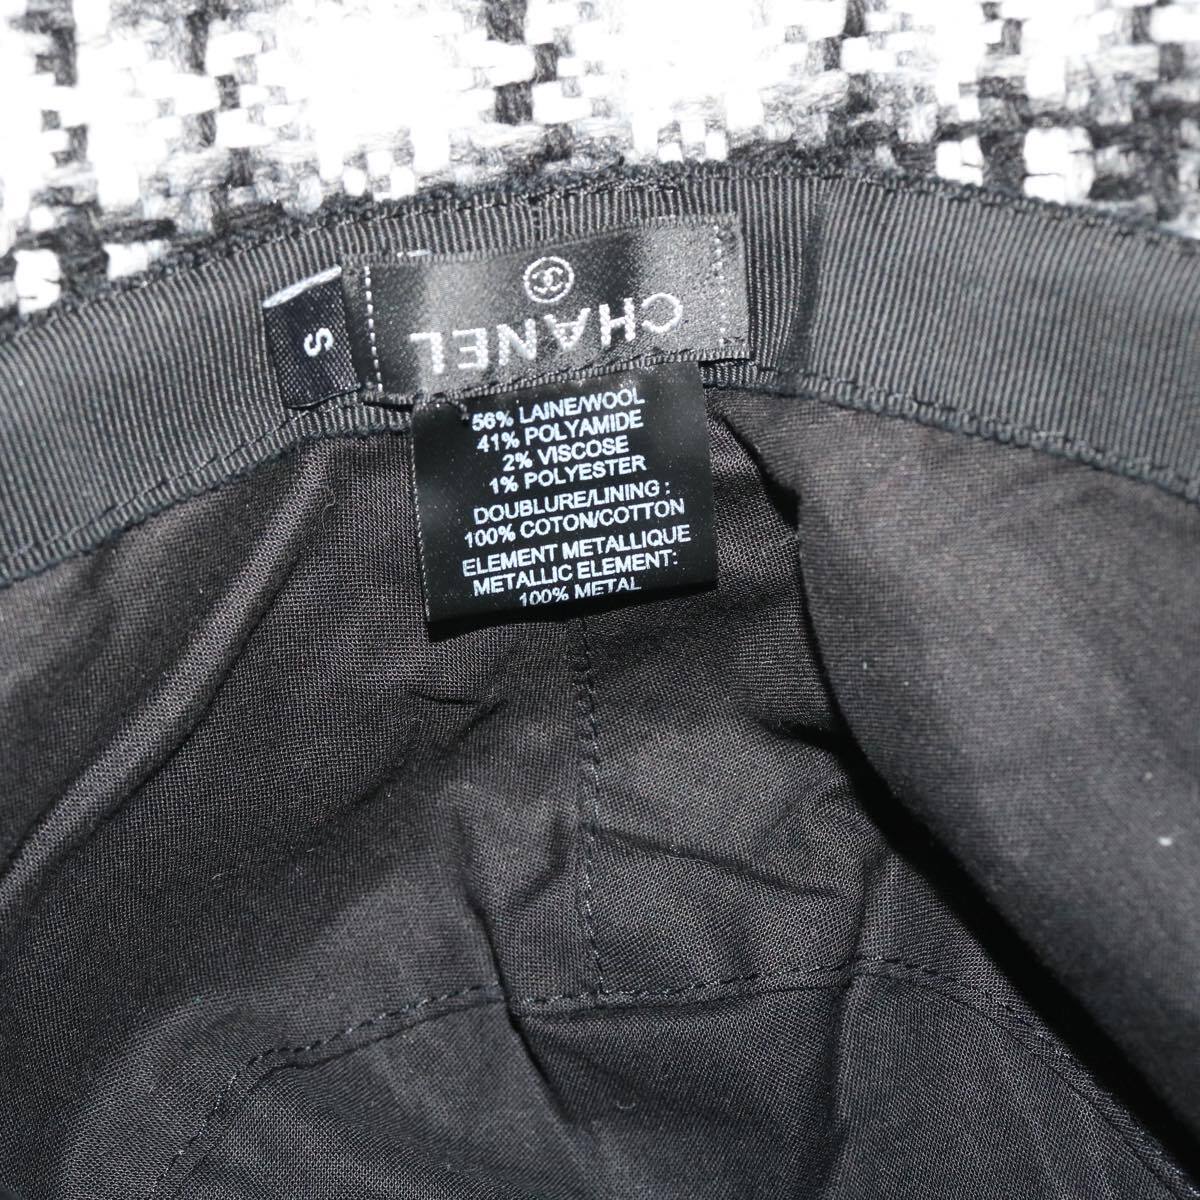 CHANEL
S
56% LAINE/WOOL
41% POLYAMIDE
2% VISCOSE
1% POLYESTER
DOUBLURE/LINING :
100% COTON/COTTON
ELEMENT METALLIQUE
METALLIC ELEMENT:
100% METAL